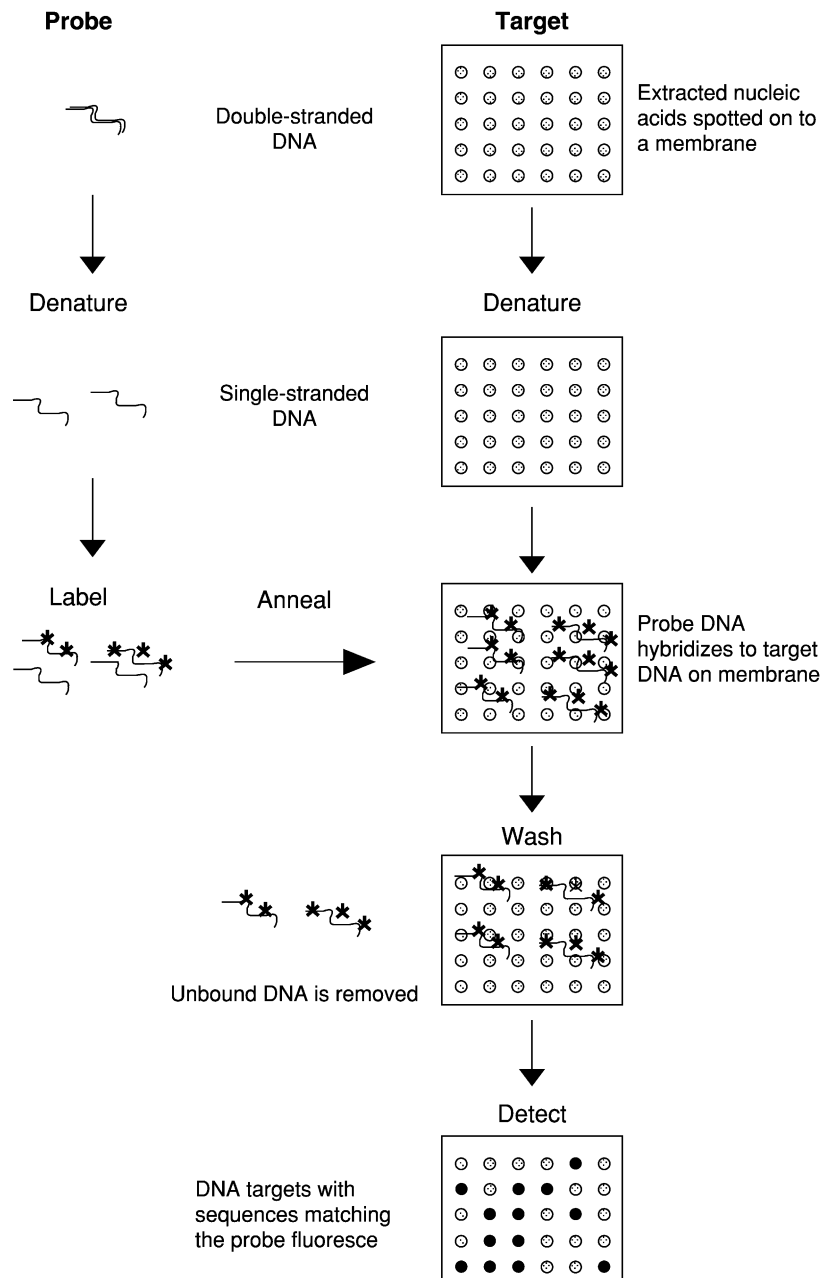 Probe
Target
Double-stranded
DNA
Extracted nucleic
acids spotted on to
a membrane
Denature
Denature
Single-stranded
DNA
Label
Anneal
Probe DNA
hybridizes to target
DNA on membrane
Wash
Unbound DNA is removed
Detect
DNA targets with
sequences matching
the probe fluoresce